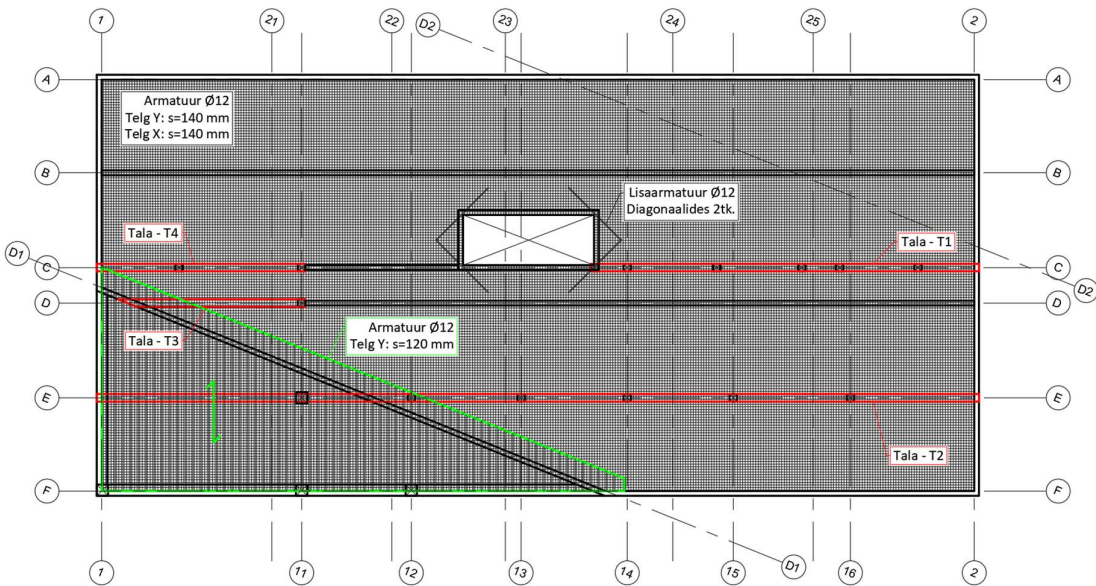 1 21 22 23 24 25 2
D2
A A
Armatuur Ø12
Telg Y: s=140 mm
Telg X: s=140 mm
B B
Lisaarmatuur Ø12
Diagonaalides 2tk.
Tala - T4
Tala - T1
D1
C C
D2
D D
Tala - T3
Armatuur Ø12
Telg Y: s=120 mm
E E
Tala - T2
F F
D1
1 11 12 13 14 15 16 2